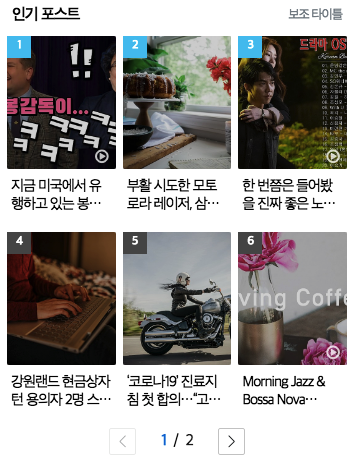 인기 포스트
보조 타이틀
1
!!
봉감독이...
ㅋㅋㅋㅋㅋ
지금 미국에서 유
행하고 있는 봉…
2
부활 시도한 모토
로라 레이저, 삼…
3
드라마 OS
한 번쯤은 들어봤
을 진짜 좋은 노…
4
강원랜드 현금상자
턴 용의자 2명 스…
5
'코로나19' 진료지
침 첫 합의…“고…
6
ving Coffe
Morning Jazz &
Bossa Nova…
1 / 2